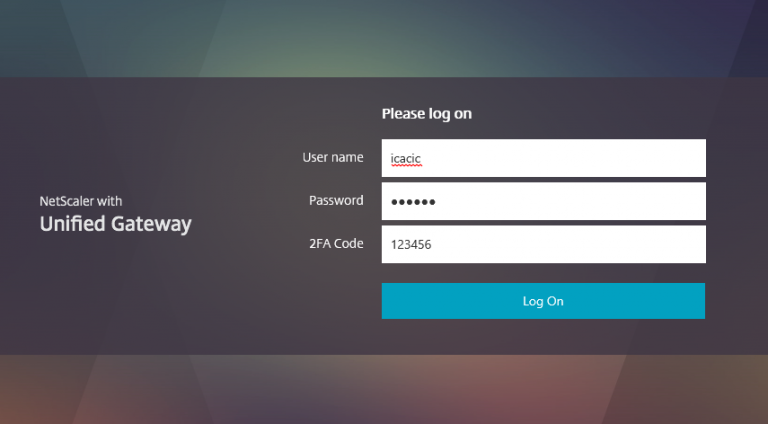 Please log on
User name
icacic
Password
●●●●●●
NetScaler with
Unified Gateway
2FA Code
123456
Log On